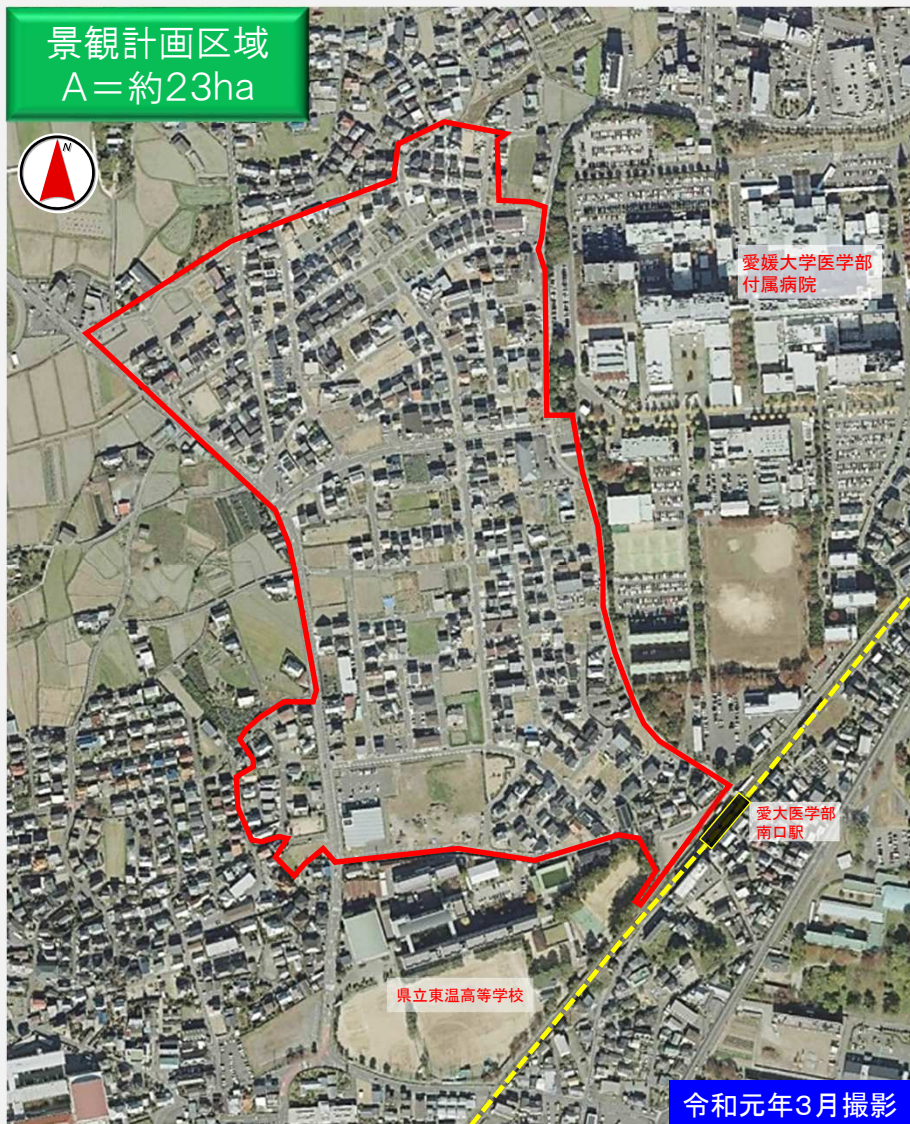 景観計画区域
A=約23ha
N
愛媛大学医学部
付属病院
愛大医学部
南口駅
県立東温高等学校
令和元年3月撮影